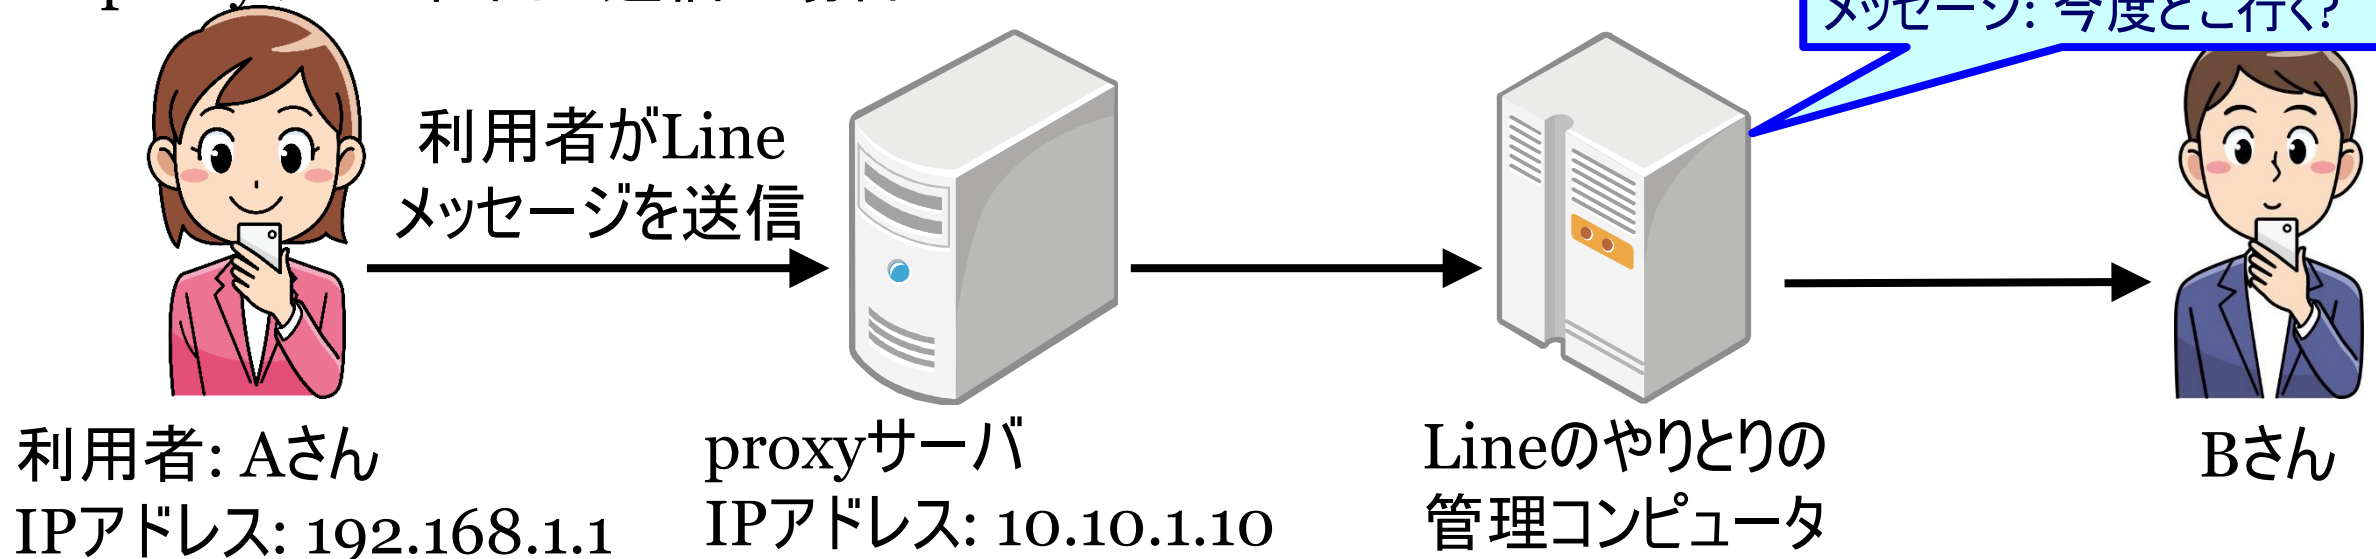 メッセージ: 今度どこ行く?
利用者がLine
メッセージを送信
利用者: Aさん
IPアドレス: 192.168.1.1
proxyサーバ
IPアドレス: 10.10.1.10
Lineのやりとりの
管理コンピュータ
Bさん